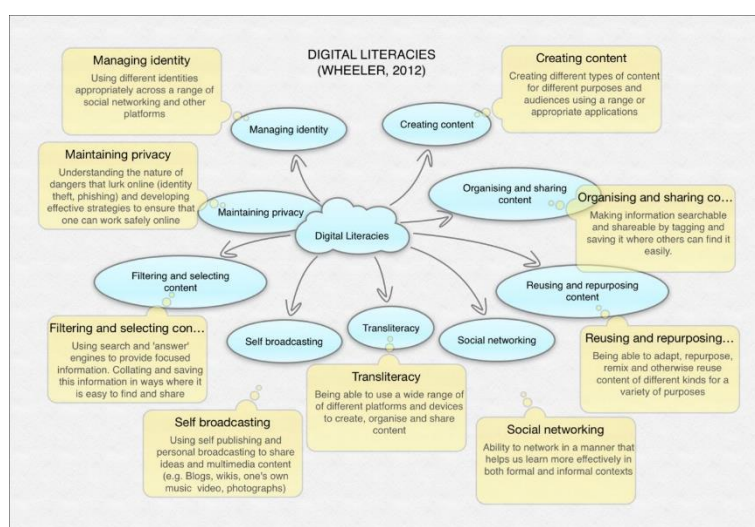 DIGITAL LITERACIES
(WHEELER, 2012)
Managing identity
Using different identities
appropriately across a range of
social networking and other
platforms
Managing identity
Creating content
Creating content
Creating different types of content
for different purposes and
audiences using a range or
appropriate applications
Maintaining privacy
Understanding the nature of
dangers that lurk online (identity
theft, phishing) and developing
effective strategies to ensure that
one can work safely online
Maintaining privacy
Digital Literacies
Organising and sharing
content
Organising and sharing co...
Making information searchable
and shareable by tagging and
saving it where others can find it
easily.
Filtering and selecting
content
Filtering and selecting con...
Using search and 'answer'
engines to provide focused
information. Collating and saving
this information in ways where it
is easy to find and share
Self broadcasting
Self broadcasting
Using self publishing and
personal broadcasting to share
ideas and multimedia content
(e.g. Blogs, wikis, one's own
music video, photographs)
Transliteracy
Transliteracy
Being able to use a wide range of
of different platforms and devices
to create, organise and share
content
Social networking
Social networking
Ability to network in a manner that
helps us learn more effectively in
both formal and informal contexts
Reusing and repurposing
content
Reusing and repurposing...
Being able to adapt, repurpose,
remix and otherwise reuse
content of different kinds for a
variety of purposes